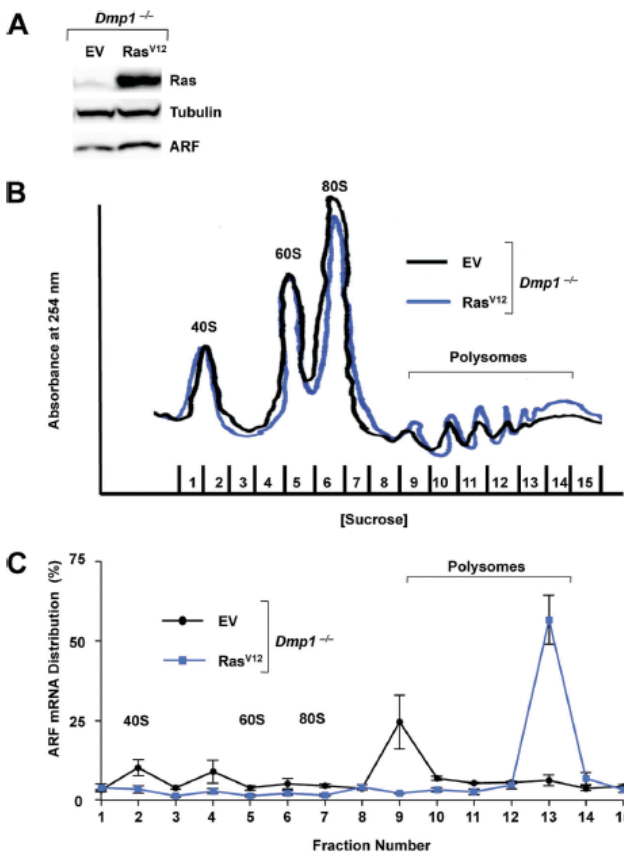 A
Dmp1 –/–
EV RasV12
Ras
Tubulin
ARF
B
80S
60S
40S
EV
RasV12
Dmp1 –/–
Polysomes
Absorbance at 254 nm
1 2 3 4 5 6 7 8 9 10 11 12 13 14 15
[Sucrose]
C
75
Polysomes
EV
RasV12
Dmp1 –/–
50
ARF mRNA Distribution (%)
40S 60S 80S
25
0
1 2 3 4 5 6 7 8 9 10 11 12 13 14 15
Fraction Number